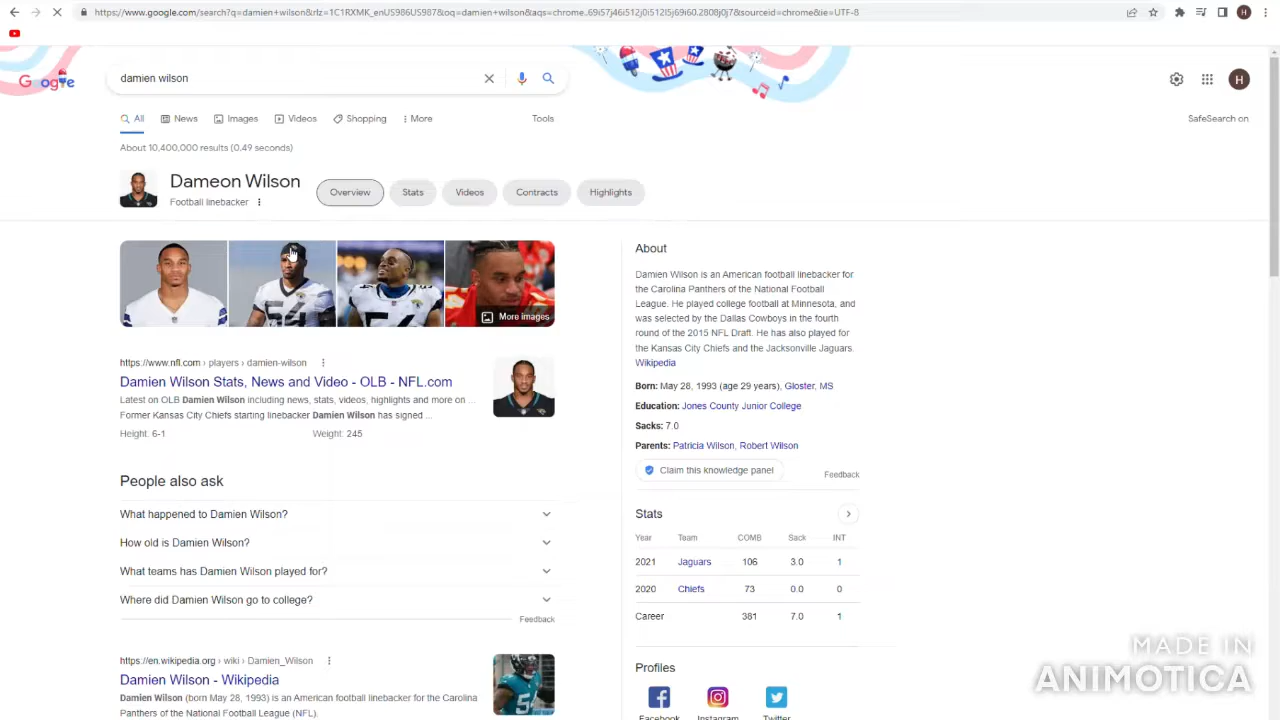 https://www.google.com/search?q=damien+wilson&rlz=1C1RXMK_enUS986US987&oq=damien+wilson&aqs=chrome..69i57j46i512j0i512l5j69i60.2808j0j7&sourceid=chrome&ie=UTF-8
H
G ogle
damien wilson
H
All
News
Images
Videos
Shopping
More
Tools
SafeSearch on
About 10,400,000 results (0.49 seconds)
Dameon Wilson
Football linebacker
Overview
Stats
Videos
Contracts
Highlights
More images
https://www.nfl.com › players › damien-wilson
Damien Wilson Stats, News and Video - OLB - NFL.com
Latest on OLB Damien Wilson including news, stats, videos, highlights and more on ...
Former Kansas City Chiefs starting linebacker Damien Wilson has signed ...
Height: 6-1
Weight: 245
People also ask
What happened to Damien Wilson?
How old is Damien Wilson?
What teams has Damien Wilson played for?
Where did Damien Wilson go to college?
Feedback
https://en.wikipedia.org › wiki › Damien_Wilson
Damien Wilson - Wikipedia
Damien Wilson (born May 28, 1993) is an American football linebacker for the Carolina
Panthers of the National Football League (NFL).
About
Damien Wilson is an American football linebacker for
the Carolina Panthers of the National Football
League. He played college football at Minnesota, and
was selected by the Dallas Cowboys in the fourth
round of the 2015 NFL Draft. He has also played for
the Kansas City Chiefs and the Jacksonville Jaguars.
Wikipedia
Born: May 28, 1993 (age 29 years), Gloster, MS
Education: Jones County Junior College
Sacks: 7.0
Parents: Patricia Wilson, Robert Wilson
Claim this knowledge panel
Feedback
Stats
Year Team COMB Sack INT
2021 Jaguars 106 3.0 1
2020 Chiefs 73 0.0 0
Career 381 7.0 1
Profiles
Facebook
Instagram
Twitter
MADE IN
ANIMOTICA